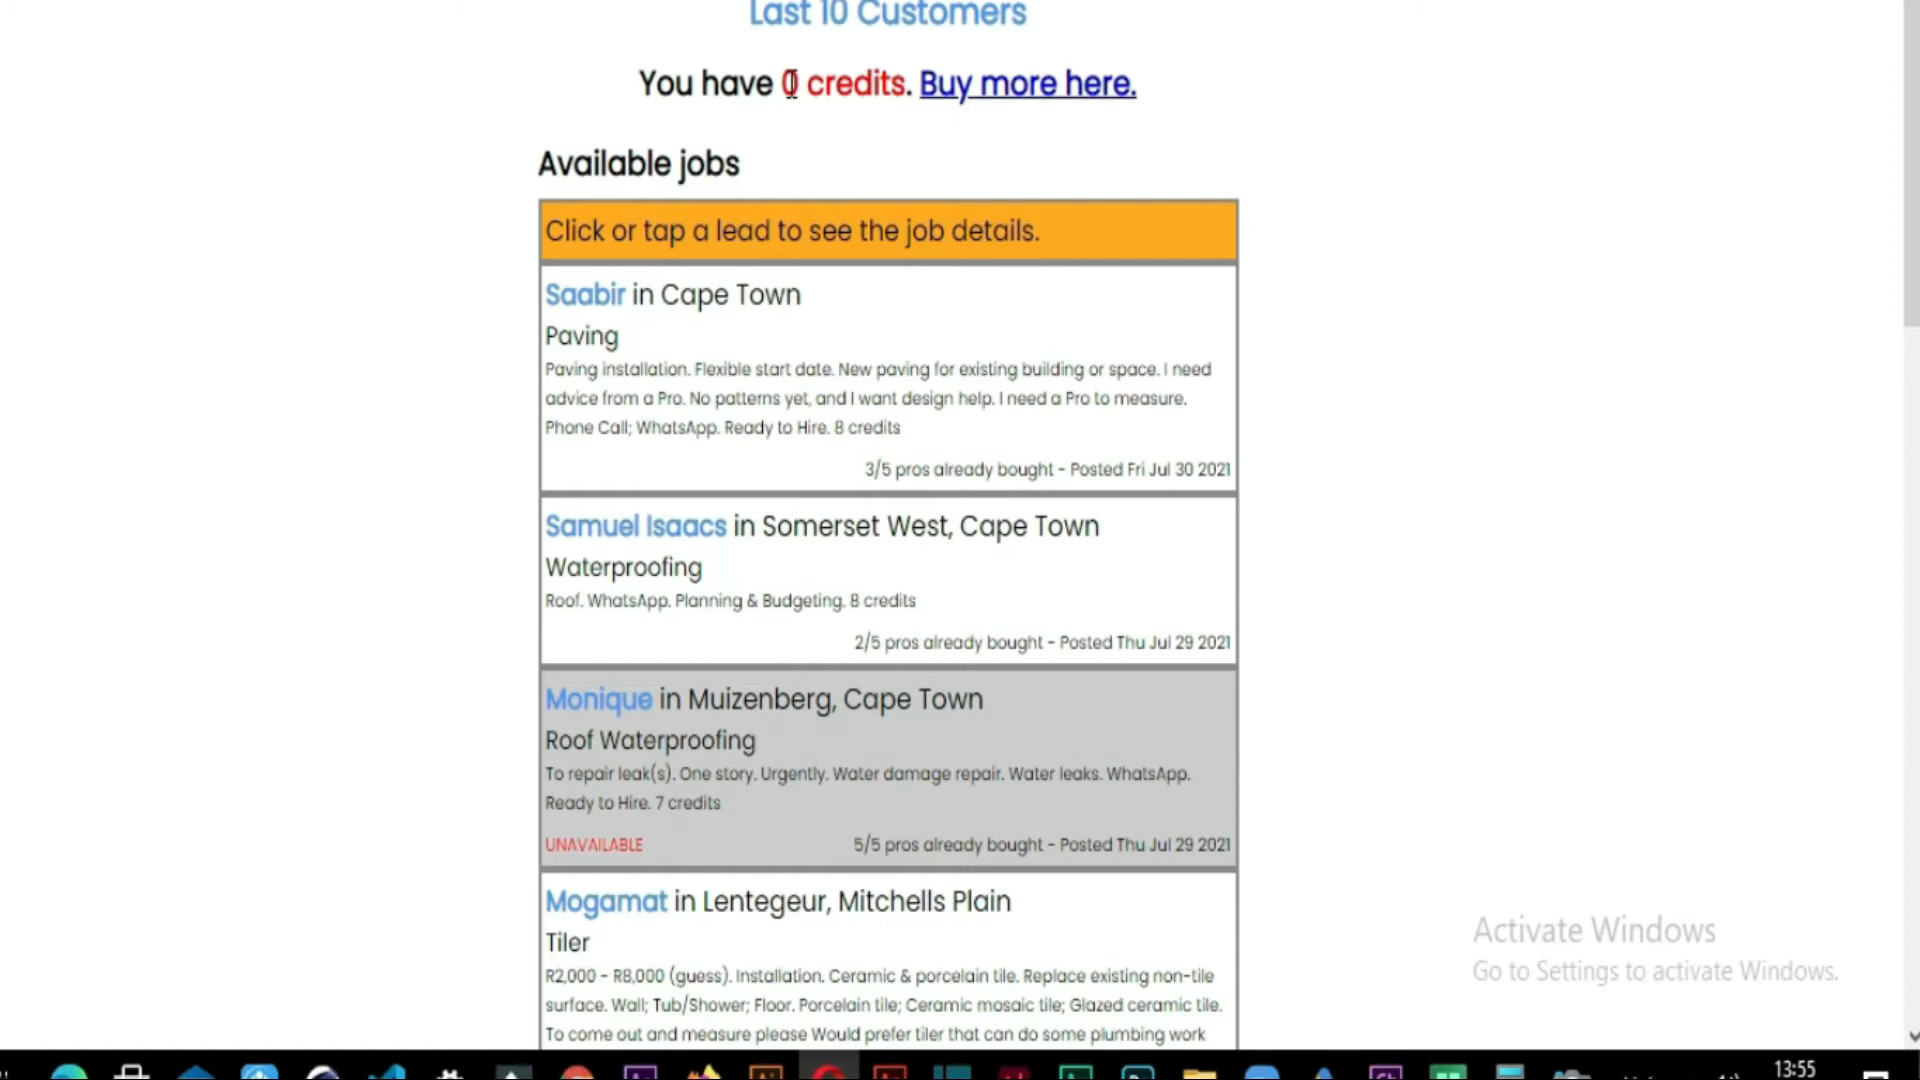 Last 10 Customers
You have 0 credits. Buy more here.
Available jobs
Click or tap a lead to see the job details.
Saabir in Cape Town
Paving
Paving installation. Flexible start date. New paving for existing building or space. I need
advice from a Pro. No patterns yet, and I want design help. I need a Pro to measure.
Phone Call; WhatsApp. Ready to Hire. 8 credits
3/5 pros already bought - Posted Fri Jul 30 2021
Samuel Isaacs in Somerset West, Cape Town
Waterproofing
Roof. WhatsApp. Planning & Budgeting. 8 credits
2/5 pros already bought - Posted Thu Jul 29 2021
Monique in Muizenberg, Cape Town
Roof Waterproofing
To repair leak(s). One story. Urgently. Water damage repair. Water leaks. WhatsApp.
Ready to Hire. 7 credits
UNAVAILABLE 5/5 pros already bought - Posted Thu Jul 29 2021
Mogamat in Lentegeur, Mitchells Plain
Tiler
R2,000 - R8,000 (guess). Installation. Ceramic & porcelain tile. Replace existing non-tile
surface. Wall; Tub/Shower; Floor. Porcelain tile; Ceramic mosaic tile; Glazed ceramic tile.
To come out and measure please Would prefer tiler that can do some plumbing work
Activate Windows
Go to Settings to activate Windows.
13:55